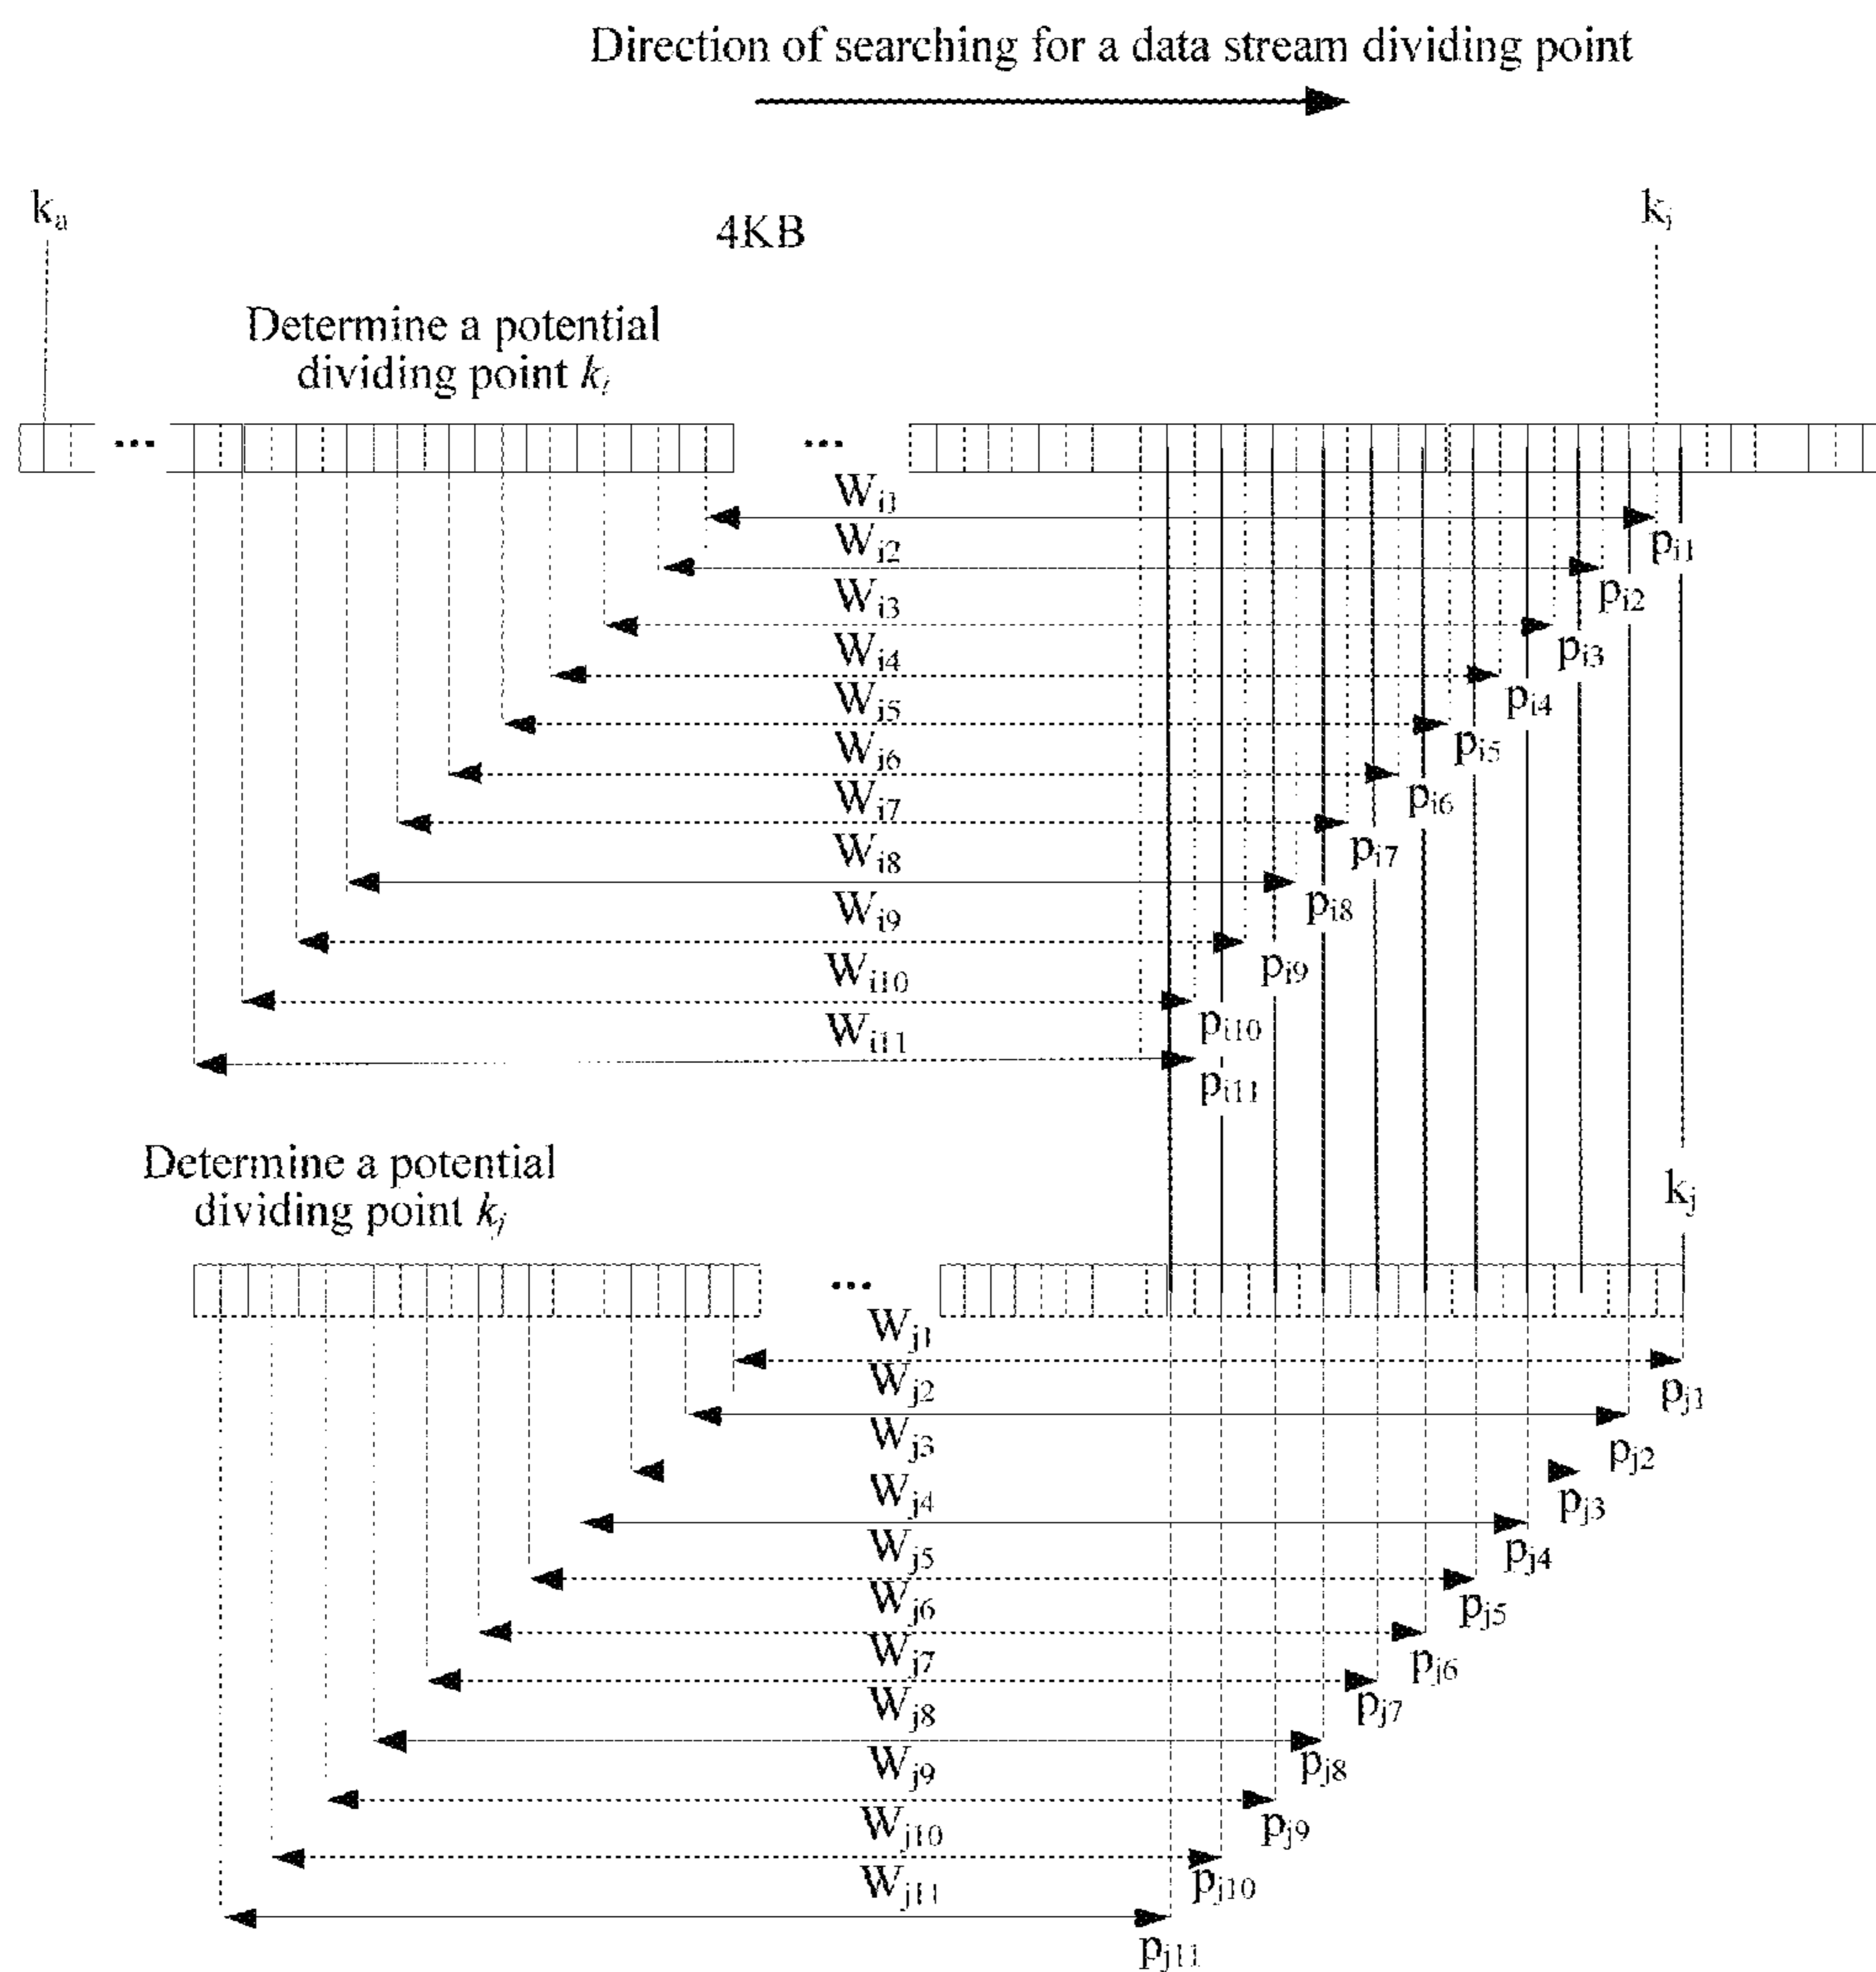 Direction of searching for a data stream dividing point
kₐ
4KB
kᵢ
Determine a potential
dividing point kᵢ
...
...
Wi1
pi1
Wi2
pi2
Wi3
pi3
Wi4
pi4
Wi5
pi5
Wi6
pi6
Wi7
pi7
Wi8
pi8
Wi9
pi9
Wi10
pi10
Wi11
pi11
Determine a potential
dividing point kⱼ
kⱼ
...
Wj1
pj1
Wj2
pj2
Wj3
pj3
Wj4
pj4
Wj5
pj5
Wj6
pj6
Wj7
pj7
Wj8
pj8
Wj9
pj9
Wj10
pj10
Wj11
pj11